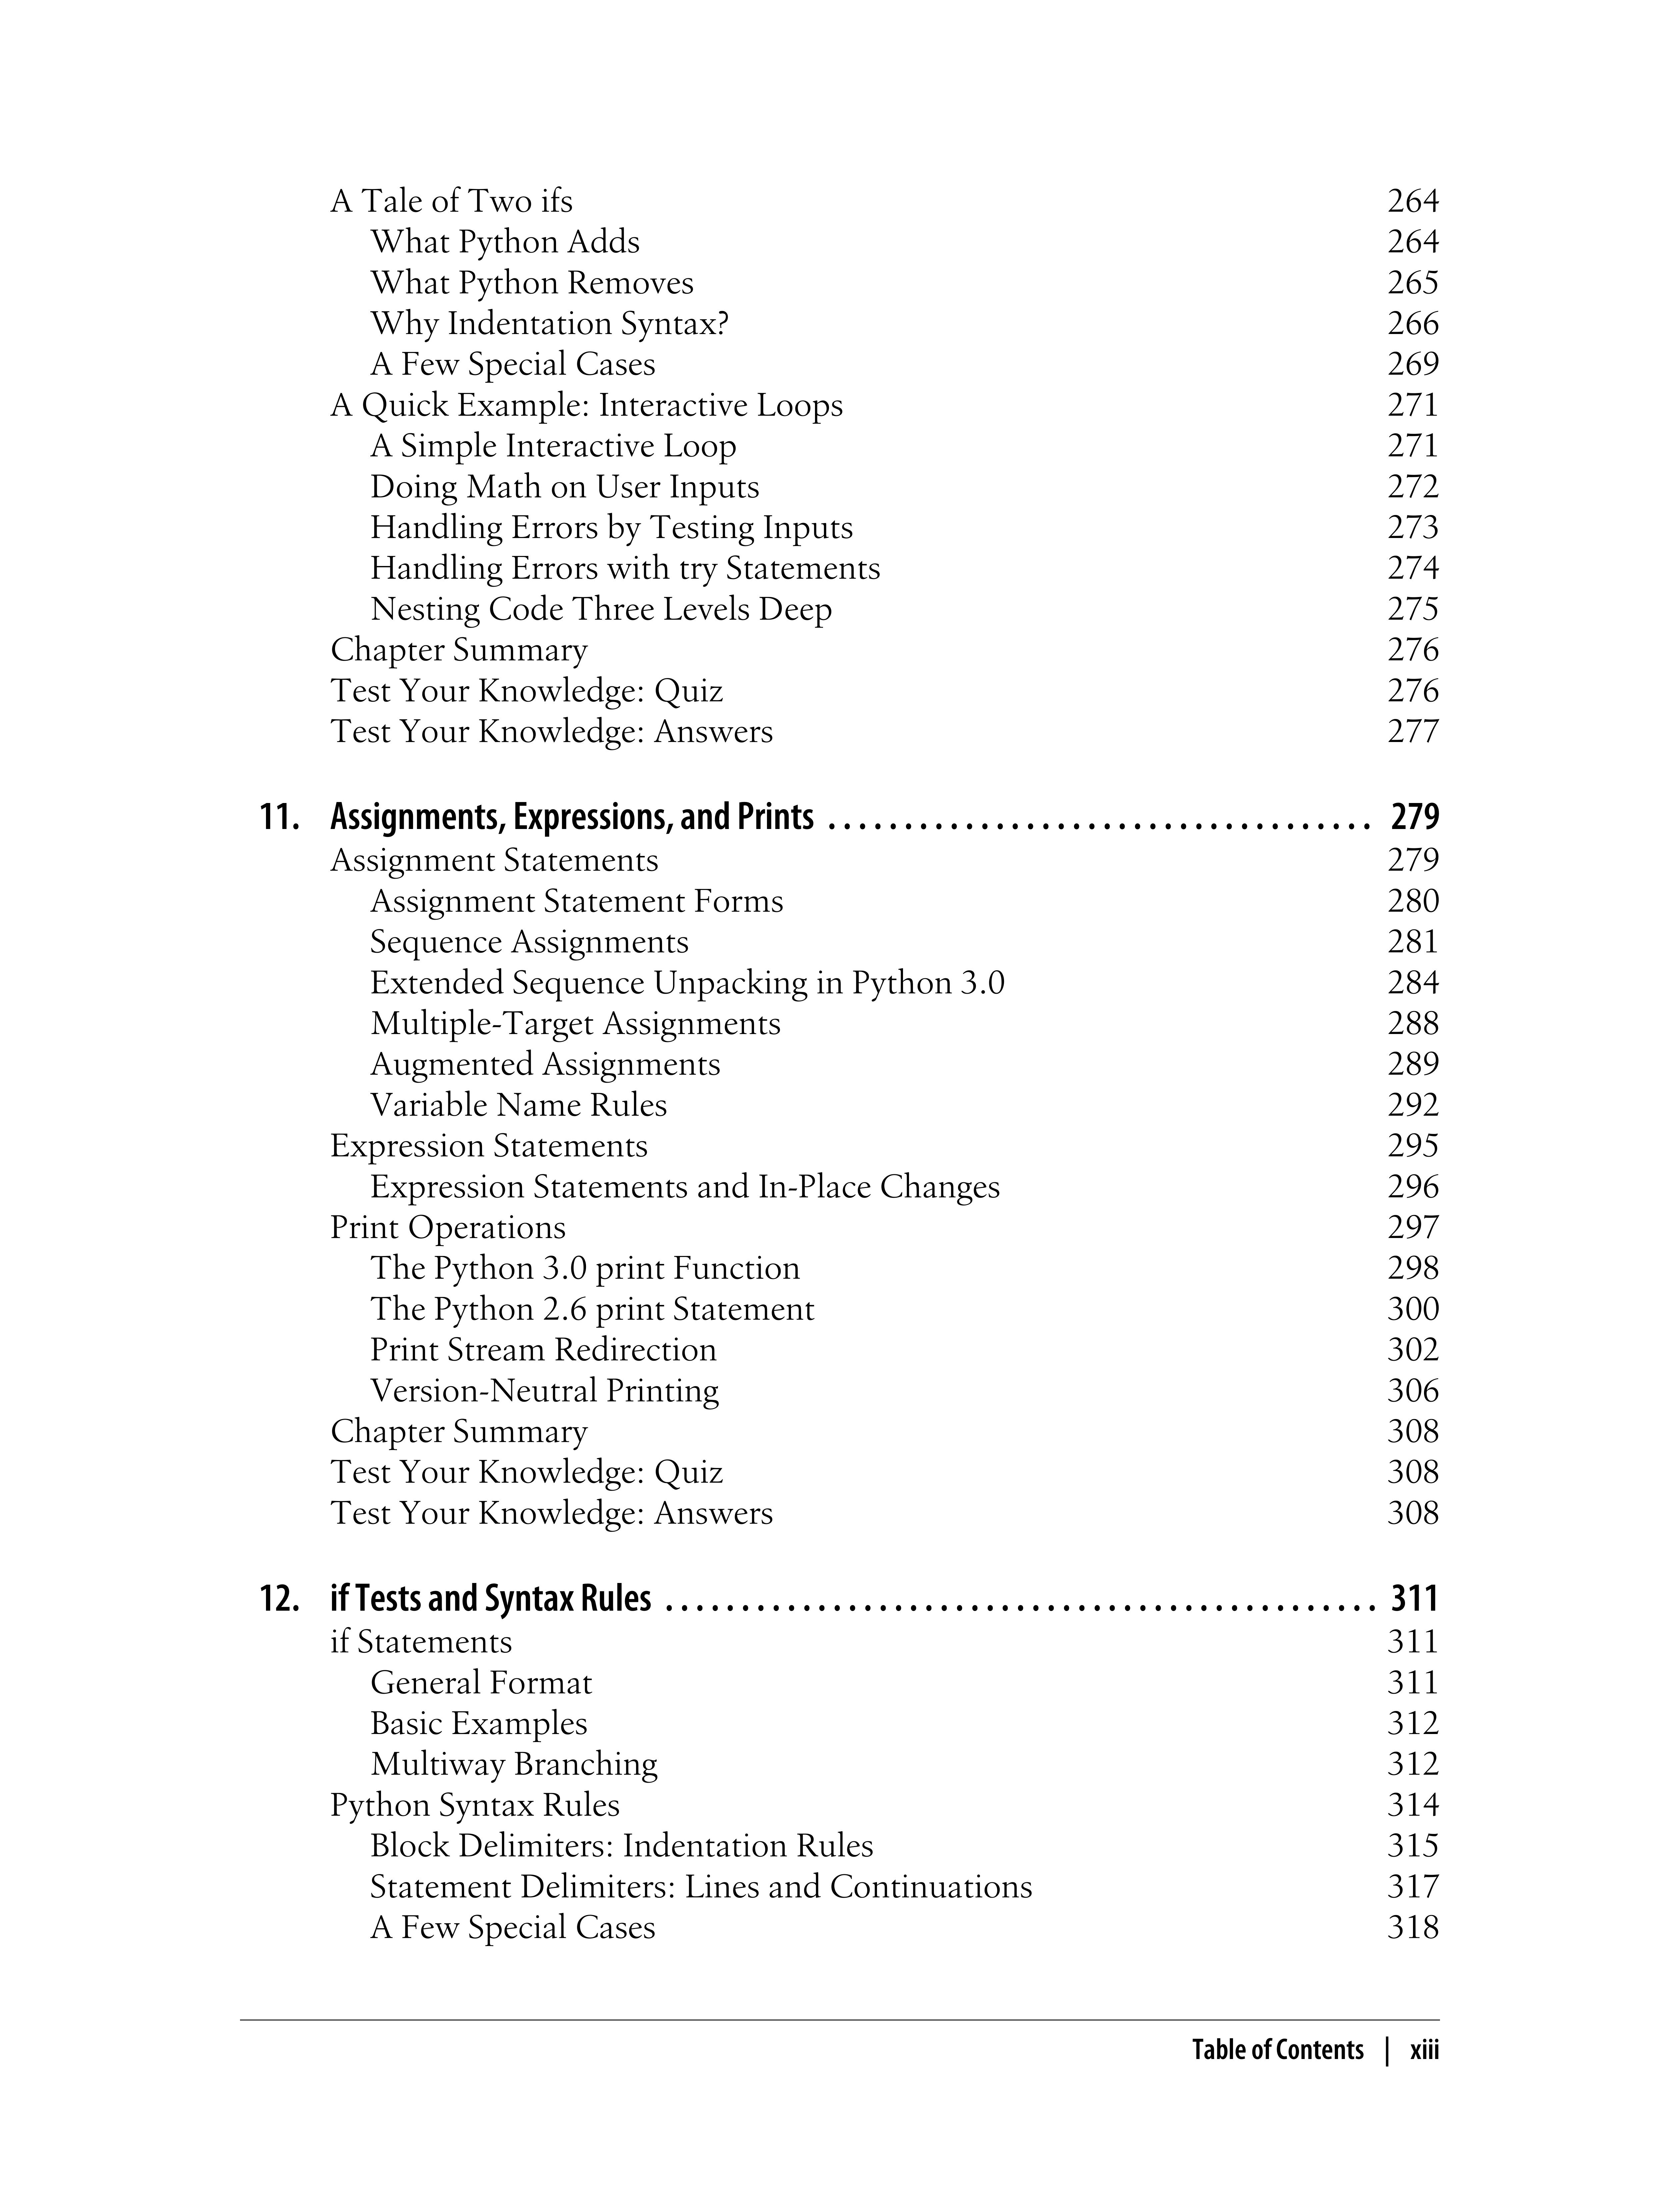 A Tale of Two ifs 264
What Python Adds 264
What Python Removes 265
Why Indentation Syntax? 266
A Few Special Cases 269
A Quick Example: Interactive Loops 271
A Simple Interactive Loop 271
Doing Math on User Inputs 272
Handling Errors by Testing Inputs 273
Handling Errors with try Statements 274
Nesting Code Three Levels Deep 275
Chapter Summary 276
Test Your Knowledge: Quiz 276
Test Your Knowledge: Answers 277
11. Assignments, Expressions, and Prints . . . . . . . . . . . . . . . . . . . . . . . . . . . . . . . . . . . . 279
Assignment Statements 279
Assignment Statement Forms 280
Sequence Assignments 281
Extended Sequence Unpacking in Python 3.0 284
Multiple-Target Assignments 288
Augmented Assignments 289
Variable Name Rules 292
Expression Statements 295
Expression Statements and In-Place Changes 296
Print Operations 297
The Python 3.0 print Function 298
The Python 2.6 print Statement 300
Print Stream Redirection 302
Version-Neutral Printing 306
Chapter Summary 308
Test Your Knowledge: Quiz 308
Test Your Knowledge: Answers 308
12. if Tests and Syntax Rules . . . . . . . . . . . . . . . . . . . . . . . . . . . . . . . . . . . . . . . . . . . . . . . 311
if Statements 311
General Format 311
Basic Examples 312
Multiway Branching 312
Python Syntax Rules 314
Block Delimiters: Indentation Rules 315
Statement Delimiters: Lines and Continuations 317
A Few Special Cases 318
Table of Contents | xiii